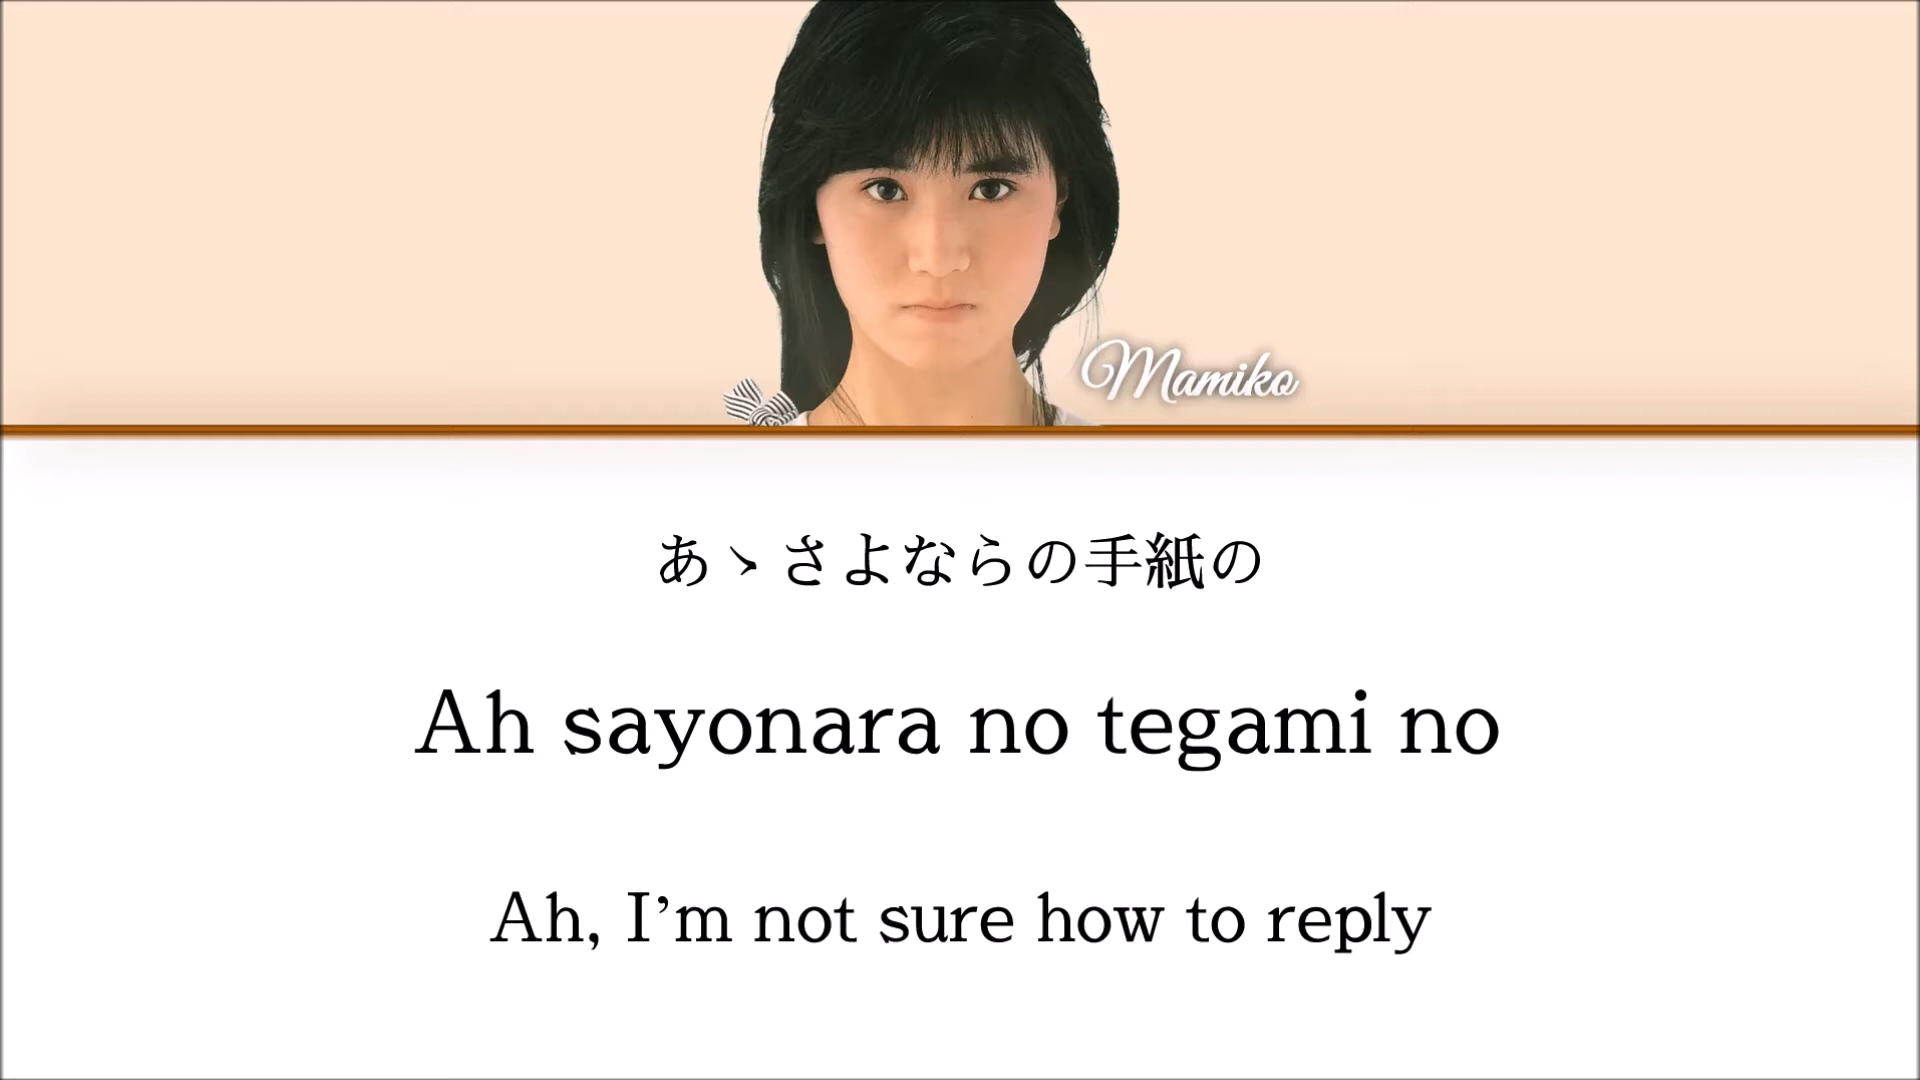 Mamiko
あゝさよならの手紙の
Ah sayonara no tegami no
Ah, I’m not sure how to reply